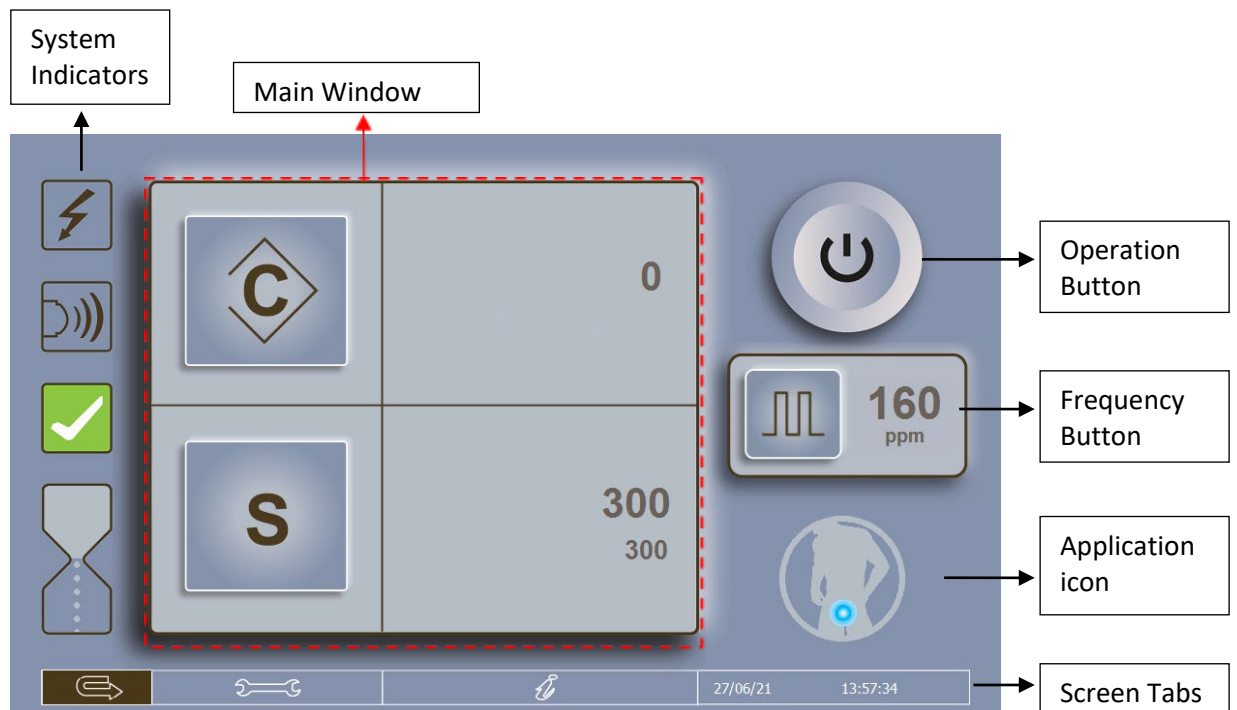 System
Indicators
Main Window
C
0
Operation
Button
160
ppm
Frequency
Button
S
300
300
Application
icon
i
27/06/21 13:57:34
Screen Tabs